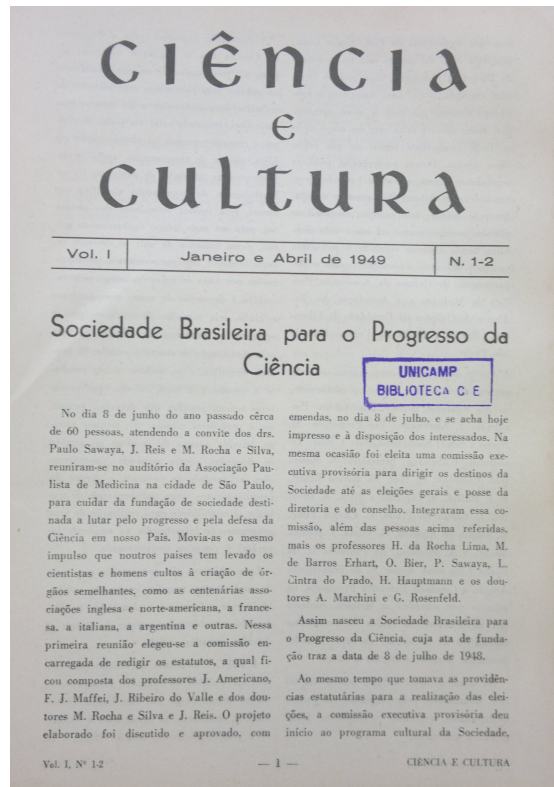 CIÊNCIA
E
CULTURA
Vol. I
Janeiro e Abril de 1949
N. 1-2
Sociedade Brasileira para o Progresso da
Ciência
UNICAMP
BIBLIOTECA C E
No dia 8 de junho do ano passado cêrca
de 60 pessoas, atendendo a convite dos drs.
Paulo Sawaya, J. Reis e M. Rocha e Silva,
reuniram-se no auditório da Associação Pau-
lista de Medicina na cidade de São Paulo,
para cuidar da fundação de sociedade desti-
nada a lutar pelo progresso e pela defesa da
Ciência em nosso País. Movia-as o mesmo
impulso que noutros paises tem levado os
cientistas e homens cultos à criação de ór-
gãos semelhantes, como as centenárias asso-
ciações inglesa e norte-americana, a france-
sa, a italiana, a argentina e outras. Nessa
primeira reunião elegeu-se a comissão en-
carregada de redigir os estatutos, a qual fi-
cou composta dos professores J. Americano,
F. J. Maffei, J. Ribeiro do Valle e dos dou-
tores M. Rocha e Silva e J. Reis. O projeto
elaborado foi discutido e aprovado, com
emendas, no dia 8 de julho, e se acha hoje
impresso e à disposição dos interessados. Na
mesma ocasião foi eleita uma comissão exe-
cutiva provisória para dirigir os destinos da
Sociedade até as eleições gerais e posse da
diretoria e do conselho. Integraram essa co-
missão, além das pessoas acima referidas,
mais os professores H. da Rocha Lima, M.
de Barros Erhart, O. Bier, P. Sawaya, L.
Cintra do Prado, H. Hauptmann e os dou-
tores A. Marchini e G. Rosenfeld.
Assim nasceu a Sociedade Brasileira para
o Progresso da Ciência, cuja ata de funda-
ção traz a data de 8 de julho de 1948.
Ao mesmo tempo que tomava as providên-
cias estatutárias para a realização das elei-
ções, a comissão executiva provisória deu
início ao programa cultural da Sociedade,
Vol. I, Nº 1-2
— 1 —
CIÊNCIA E CULTURA